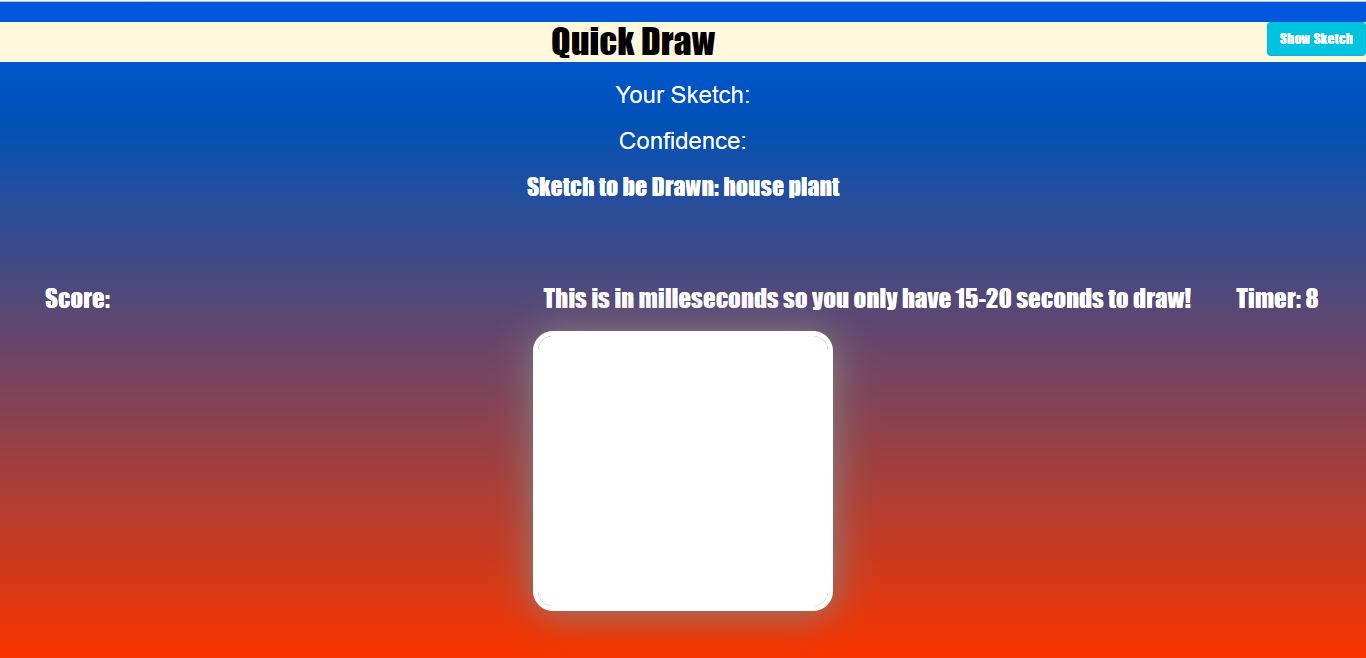 Quick Draw
Show Sketch
Your Sketch:
Confidence:
Sketch to be Drawn: house plant
Score:
This is in milleseconds so you only have 15-20 seconds to draw!
Timer: 8